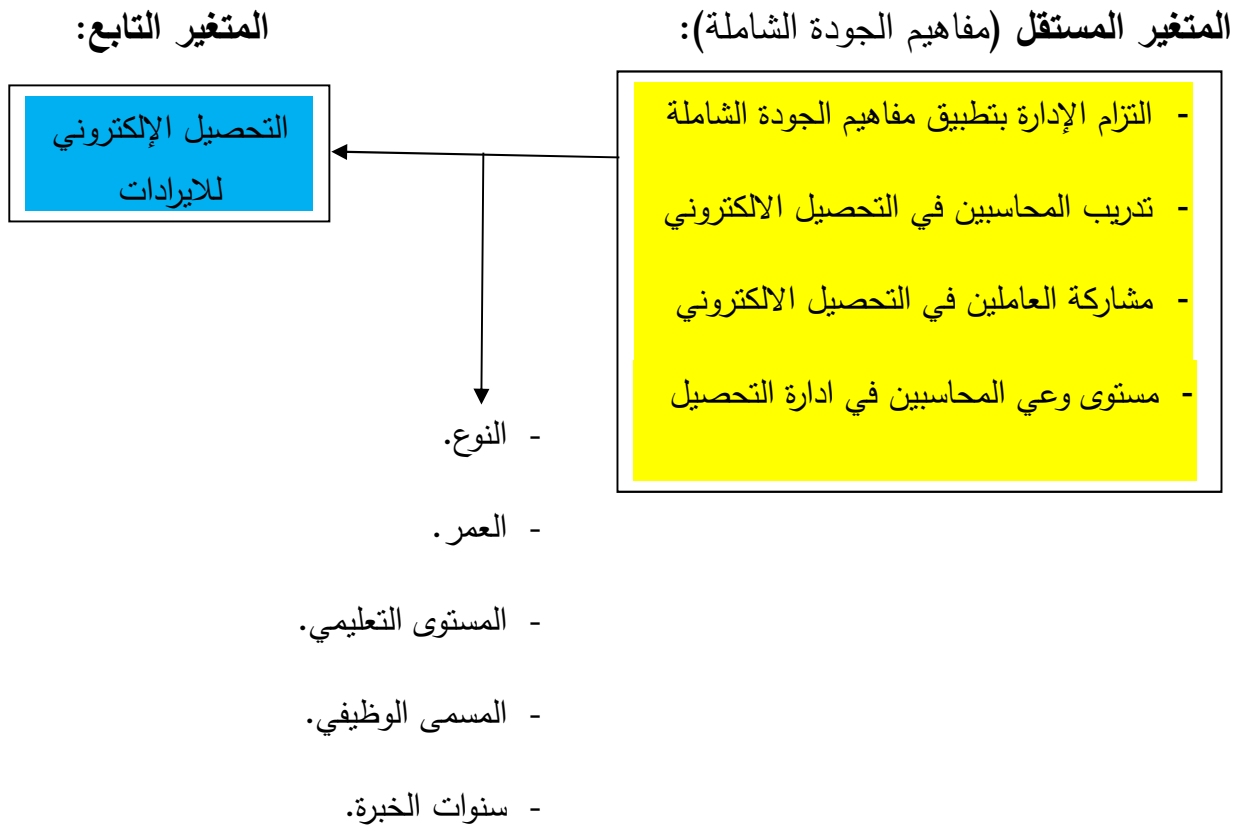 المتغير المستقل (مفاهيم الجودة الشاملة):
المتغير التابع:
- التزام الإدارة بتطبيق مفاهيم الجودة الشاملة
- تدريب المحاسبين في التحصيل الالكتروني
- مشاركة العاملين في التحصيل الالكتروني
- مستوى وعي المحاسبين في ادارة التحصيل
التحصيل الإلكتروني
للايرادات
- النوع.
- العمر.
- المستوى التعليمي.
- المسمى الوظيفي.
- سنوات الخبرة.